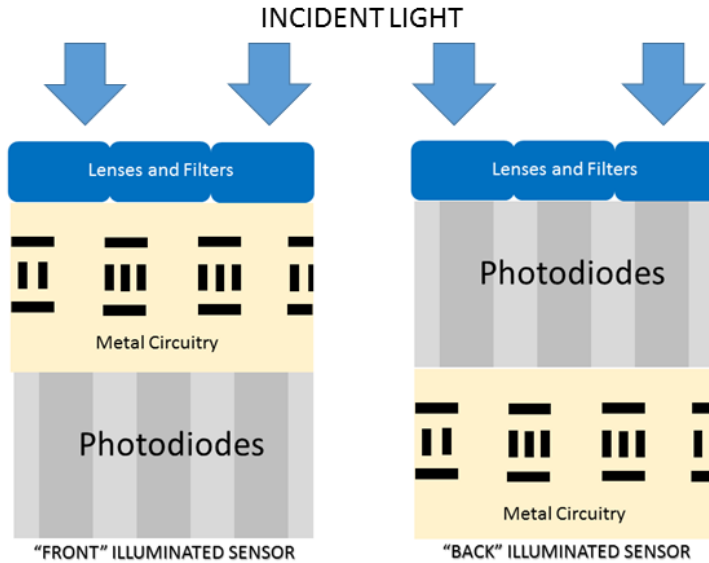 INCIDENT LIGHT
Lenses and Filters
Metal Circuitry
Photodiodes
"FRONT" ILLUMINATED SENSOR
Lenses and Filters
Photodiodes
Metal Circuitry
"BACK" ILLUMINATED SENSOR